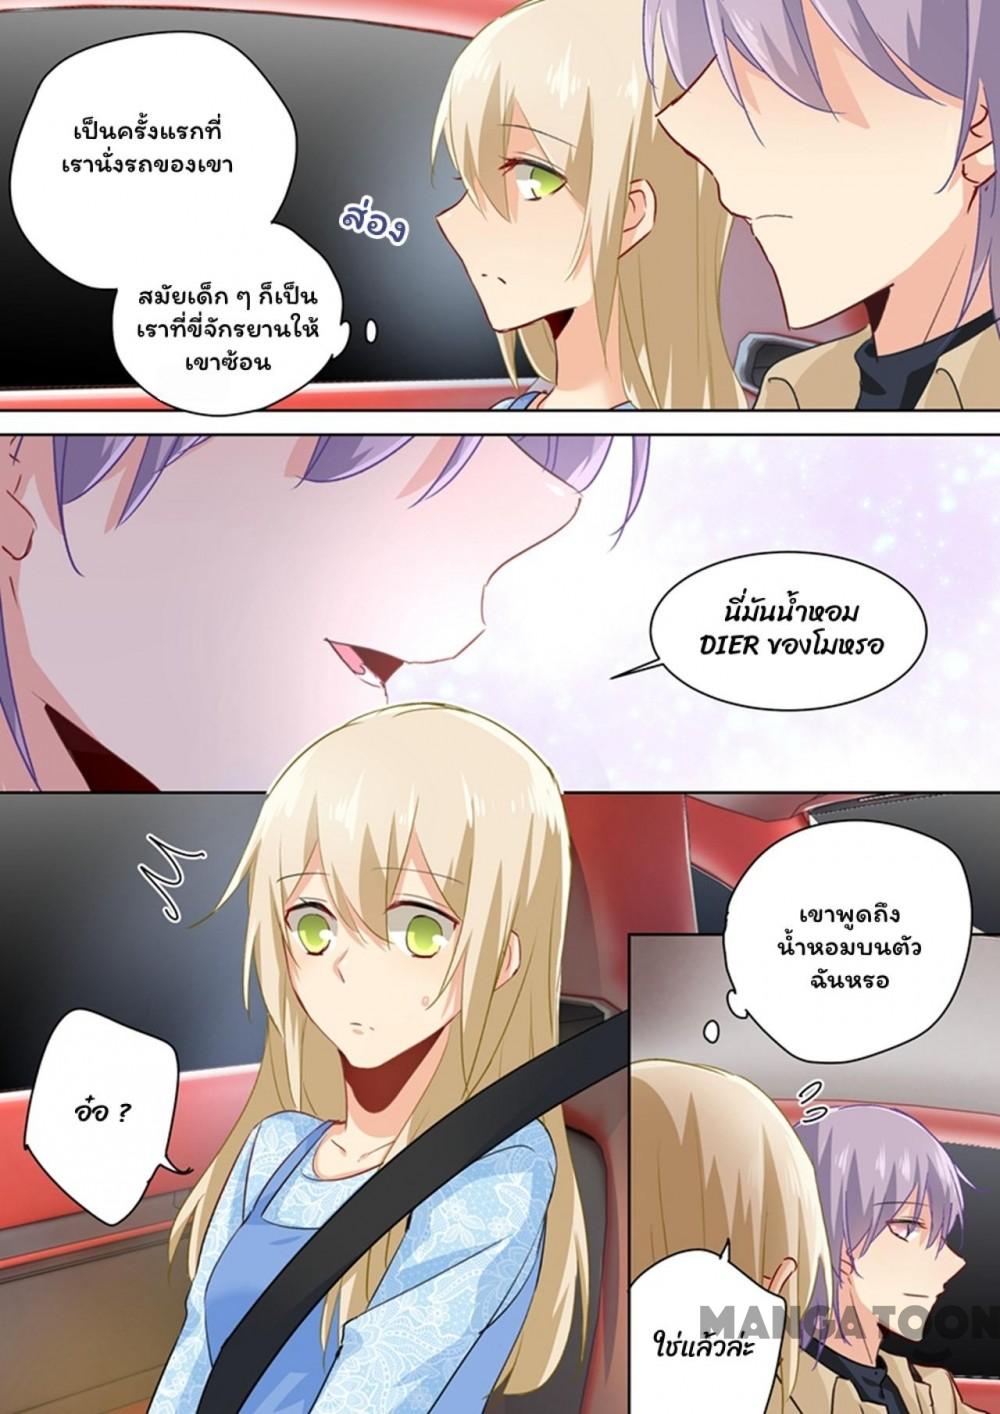 เป็นครั้งแรกที่
เรานั่งรถของเขา
ส่อง
สมัยเด็ก ๆ ก็เป็น
เราที่ขี่จักรยานให้
เขาซ้อน
นี่มันน้ำหอม
DIER ของโมหรอ
เขาพูดถึง
น้ำหอมบนตัว
ฉันหรอ
อ๋อ ?
ใช่แล้วล่ะ
MANGATOON